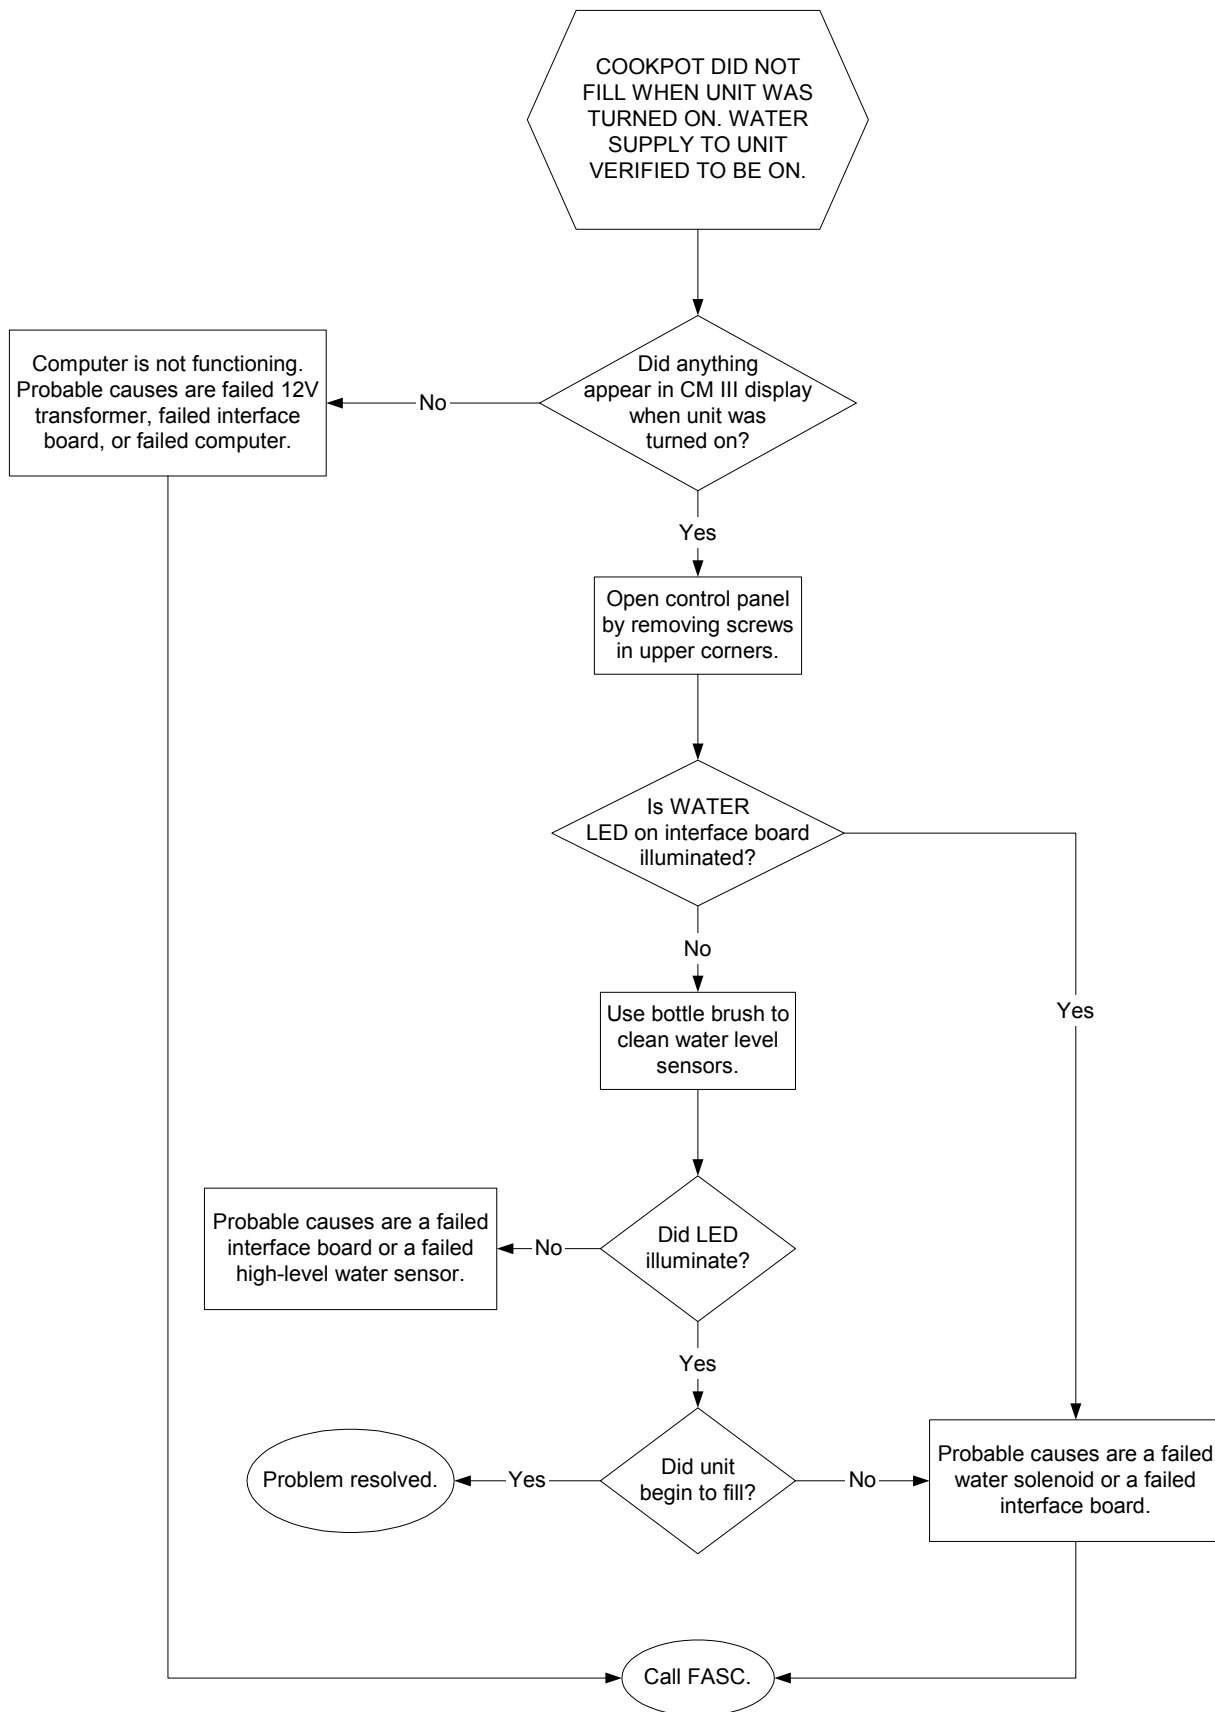 COOKPOT DID NOT
FILL WHEN UNIT WAS
TURNED ON. WATER
SUPPLY TO UNIT
VERIFIED TO BE ON.
Did anything
appear in CM III display
when unit was
turned on?
No
Computer is not functioning.
Probable causes are failed 12V
transformer, failed interface
board, or failed computer.
Yes
Open control panel
by removing screws
in upper corners.
Is WATER
LED on interface board
illuminated?
No
Yes
Use bottle brush to
clean water level
sensors.
Did LED
illuminate?
No
Probable causes are a failed
interface board or a failed
high-level water sensor.
Yes
Did unit
begin to fill?
Yes
Problem resolved.
No
Probable causes are a failed
water solenoid or a failed
interface board.
Call FASC.